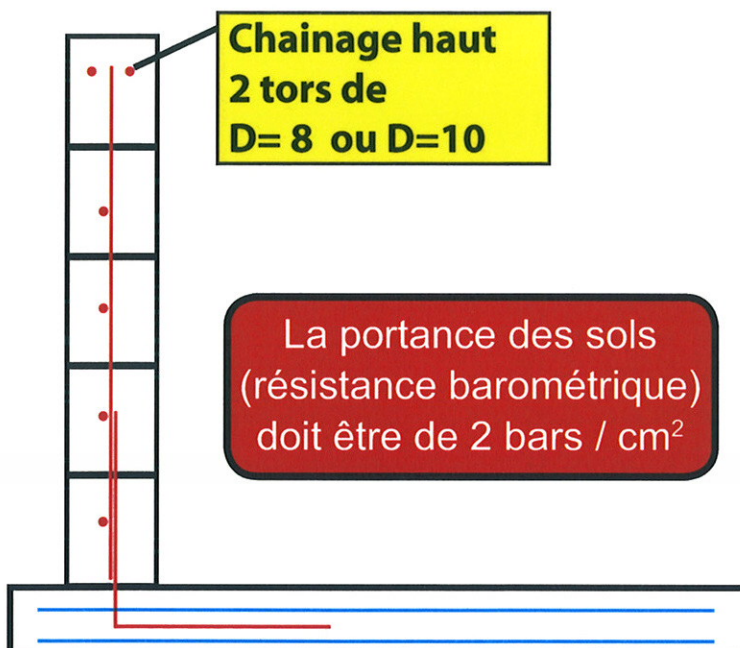 Chainage haut
2 tors de
D= 8 ou D=10
La portance des sols
(résistance barométrique)
doit être de 2 bars / cm²